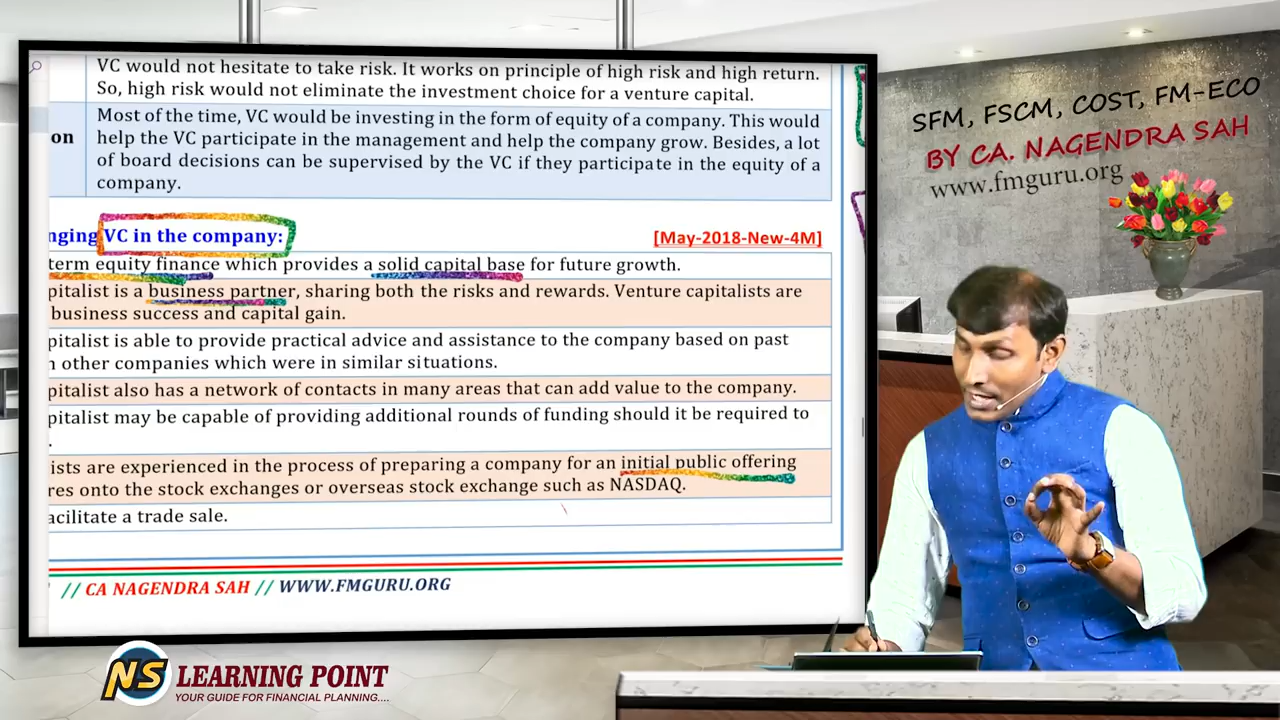 VC would not hesitate to take risk. It works on principle of high risk and high return.
So, high risk would not eliminate the investment choice for a venture capital.
on
Most of the time, VC would be investing in the form of equity of a company. This would
help the VC participate in the management and help the company grow. Besides, a lot
of board decisions can be supervised by the VC if they participate in the equity of a
company.
nging VC in the company:
[May-2018-New-4M]
term equity finance which provides a solid capital base for future growth.
pitalist is a business partner, sharing both the risks and rewards. Venture capitalists are
business success and capital gain.
pitalist is able to provide practical advice and assistance to the company based on past
n other companies which were in similar situations.
pitalist also has a network of contacts in many areas that can add value to the company.
pitalist may be capable of providing additional rounds of funding should it be required to
.
ists are experienced in the process of preparing a company for an initial public offering
res onto the stock exchanges or overseas stock exchange such as NASDAQ.
acilitate a trade sale.
// CA NAGENDRA SAH // WWW.FMGURU.ORG
SFM, FSCM, COST, FM-ECO
BY CA. NAGENDRA SAH
www.fmguru.org
NS LEARNING POINT
YOUR GUIDE FOR FINANCIAL PLANNING....